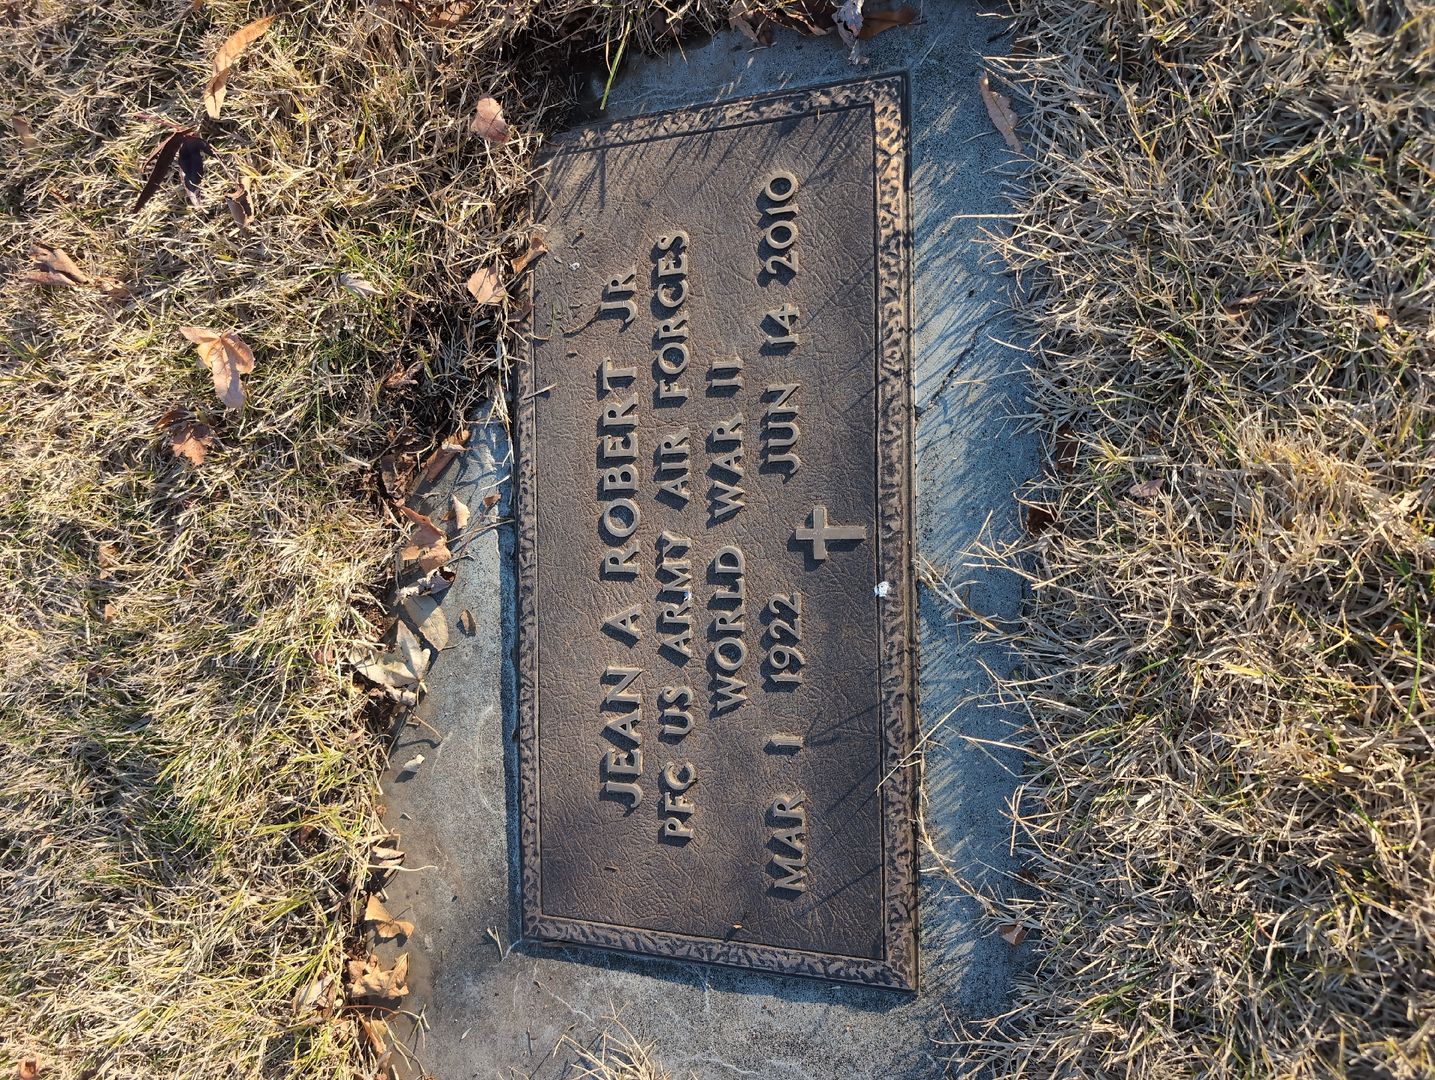 JEAN A ROBERT JR
PFC US ARMY AIR FORCES
WORLD WAR II
MAR 1 1922 JUN 14 2010